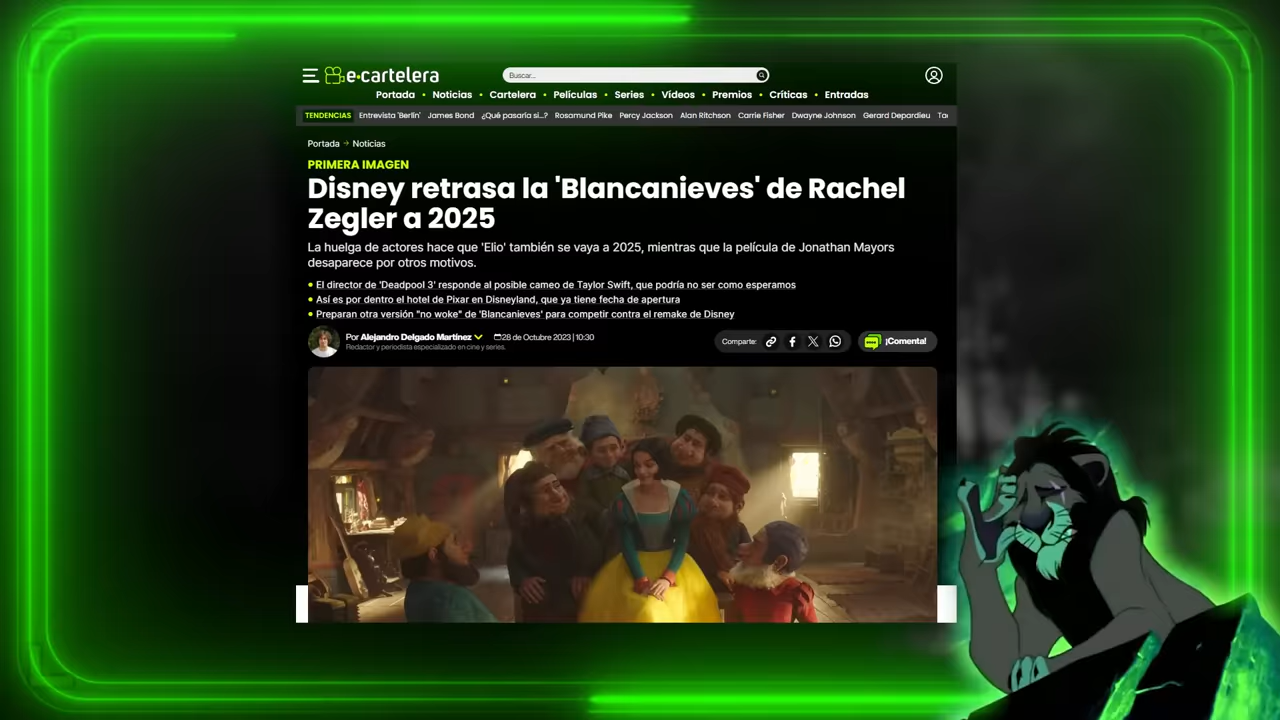 e·cartelera
Buscar...
Portada • Noticias • Cartelera • Películas • Series • Vídeos • Premios • Críticas • Entradas
TENDENCIAS Entrevista 'Berlín' James Bond ¿Qué pasaría si...? Rosamund Pike Percy Jackson Alan Ritchson Carrie Fisher Dwayne Johnson Gerard Depardieu
Portada → Noticias
PRIMERA IMAGEN
Disney retrasa la 'Blancanieves' de Rachel
Zegler a 2025
La huelga de actores hace que 'Elio' también se vaya a 2025, mientras que la película de Jonathan Mayors
desaparece por otros motivos.
• El director de 'Deadpool 3' responde al posible cameo de Taylor Swift, que podría no ser como esperamos
• Así es por dentro el hotel de Pixar en Disneyland, que ya tiene fecha de apertura
• Preparan otra versión "no woke" de 'Blancanieves' para competir contra el remake de Disney
Por Alejandro Delgado Martínez 28 de Octubre 2023 | 10:30
Redactor y periodista especializado en cine y series.
Comparte:
¡Comenta!